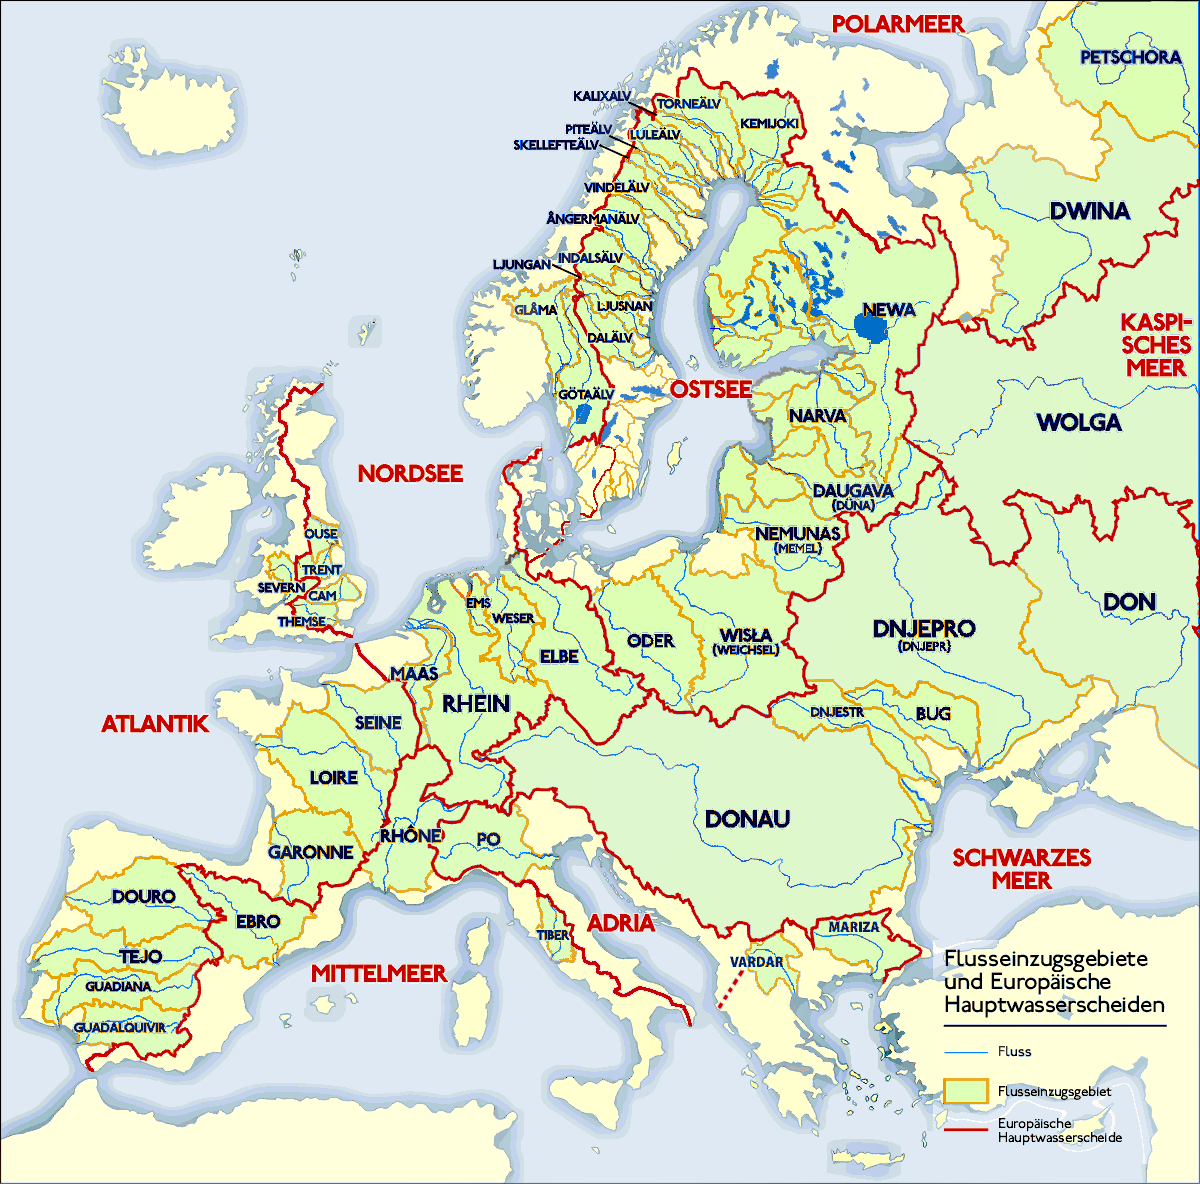 POLARMEER
PETSCHORA
KALIXÄLV
TORNEÄLV
KEMIJOKI
PITEÄLV
LULEÄLV
SKELLEFTEÄLV
VINDELÄLV
DWINA
ÅNGERMANÄLV
INDALSÄLV
LJUNGAN
GLÅMA
LJUSNAN
NEWA
DALÄLV
KASPI-
SCHES
MEER
OSTSEE
GÖTAÄLV
NARVA
WOLGA
NORDSEE
DAUGAVA
(DÜNA)
OUSE
NEMUNAS
(MEMEL)
TRENT
SEVERN
CAM
THEMSE
EMS
WESER
ELBE
ODER
WISŁA
(WEICHSEL)
DNJEPRO
(DNJEPR)
DON
MAAS
RHEIN
SEINE
ATLANTIK
DNJESTR
BUG
LOIRE
DONAU
RHÔNE
PO
GARONNE
SCHWARZES
MEER
DOURO
EBRO
ADRIA
TIBER
MARIZA
TEJO
VARDAR
MITTELMEER
GUADIANA
GUADALQUIVIR
Flusseinzugsgebiete
und Europäische
Hauptwasserscheiden
Fluss
Flusseinzugsgebiet
Europäische
Hauptwasserscheide